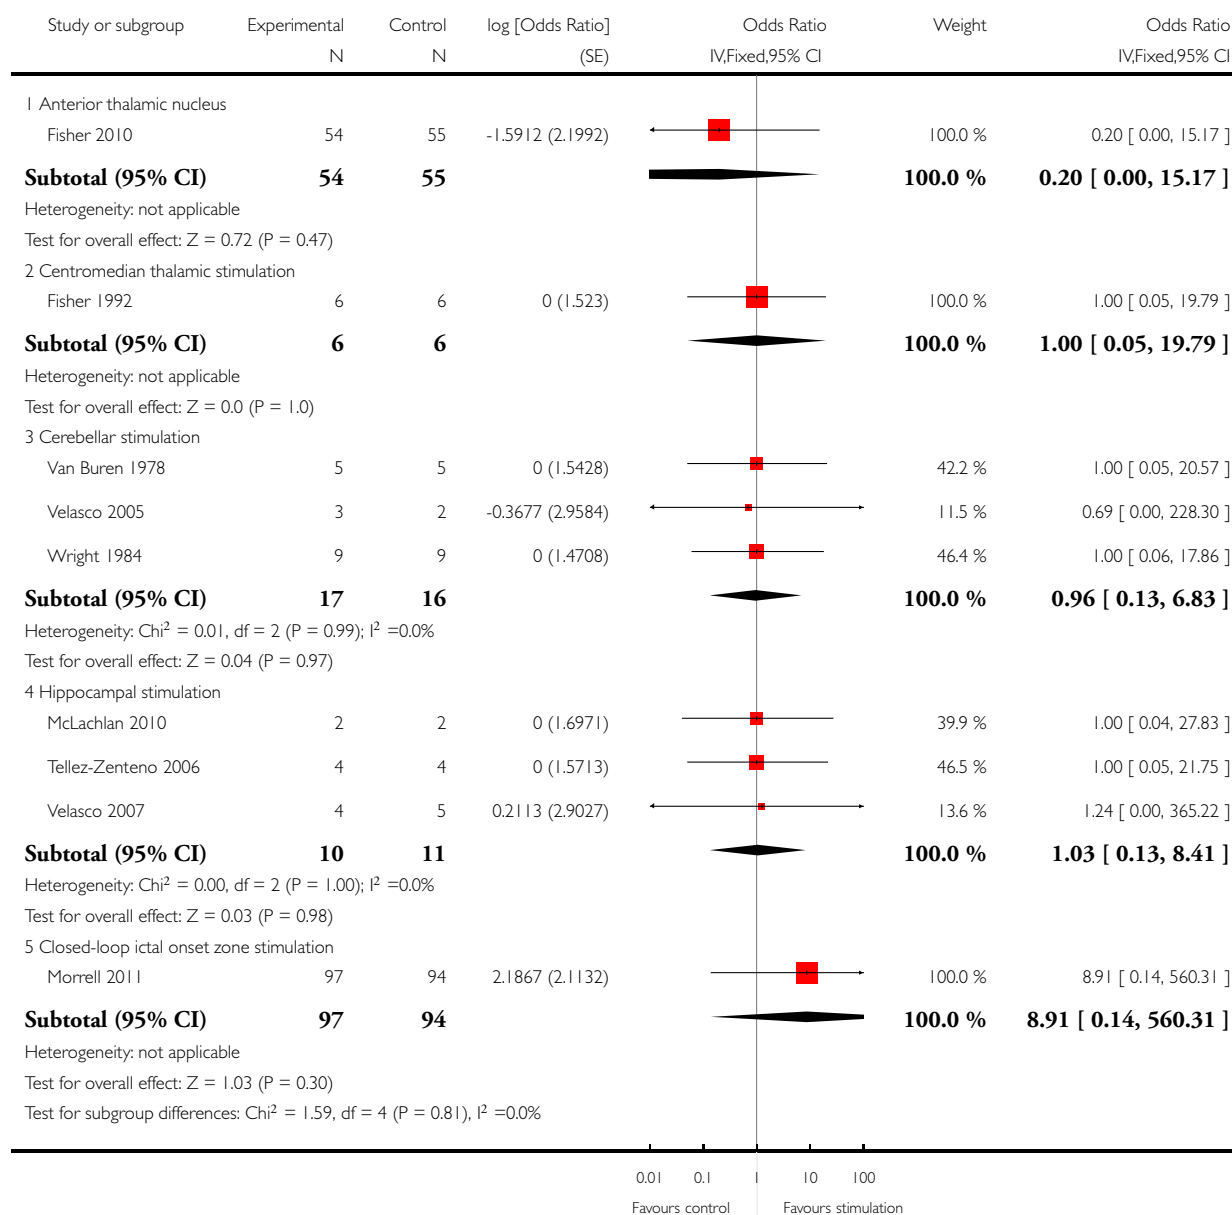 Study or subgroup Experimental Control log [Odds Ratio] Odds Ratio Weight Odds Ratio
N N (SE) IV,Fixed,95% CI IV,Fixed,95% CI
1 Anterior thalamic nucleus
Fisher 2010 54 55 -1.5912 (2.1992) 100.0 % 0.20 [ 0.00, 15.17 ]
Subtotal (95% CI) 54 55 100.0 % 0.20 [ 0.00, 15.17 ]
Heterogeneity: not applicable
Test for overall effect: Z = 0.72 (P = 0.47)
2 Centromedian thalamic stimulation
Fisher 1992 6 6 0 (1.523) 100.0 % 1.00 [ 0.05, 19.79 ]
Subtotal (95% CI) 6 6 100.0 % 1.00 [ 0.05, 19.79 ]
Heterogeneity: not applicable
Test for overall effect: Z = 0.0 (P = 1.0)
3 Cerebellar stimulation
Van Buren 1978 5 5 0 (1.5428) 42.2 % 1.00 [ 0.05, 20.57 ]
Velasco 2005 3 2 -0.3677 (2.9584) 11.5 % 0.69 [ 0.00, 228.30 ]
Wright 1984 9 9 0 (1.4708) 46.4 % 1.00 [ 0.06, 17.86 ]
Subtotal (95% CI) 17 16 100.0 % 0.96 [ 0.13, 6.83 ]
Heterogeneity: Chi² = 0.01, df = 2 (P = 0.99); I² =0.0%
Test for overall effect: Z = 0.04 (P = 0.97)
4 Hippocampal stimulation
McLachlan 2010 2 2 0 (1.6971) 39.9 % 1.00 [ 0.04, 27.83 ]
Tellez-Zenteno 2006 4 4 0 (1.5713) 46.5 % 1.00 [ 0.05, 21.75 ]
Velasco 2007 4 5 0.2113 (2.9027) 13.6 % 1.24 [ 0.00, 365.22 ]
Subtotal (95% CI) 10 11 100.0 % 1.03 [ 0.13, 8.41 ]
Heterogeneity: Chi² = 0.00, df = 2 (P = 1.00); I² =0.0%
Test for overall effect: Z = 0.03 (P = 0.98)
5 Closed-loop ictal onset zone stimulation
Morrell 2011 97 94 2.1867 (2.1132) 100.0 % 8.91 [ 0.14, 560.31 ]
Subtotal (95% CI) 97 94 100.0 % 8.91 [ 0.14, 560.31 ]
Heterogeneity: not applicable
Test for overall effect: Z = 1.03 (P = 0.30)
Test for subgroup differences: Chi² = 1.59, df = 4 (P = 0.81), I² =0.0%
0.01 0.1 1 10 100
Favours control Favours stimulation